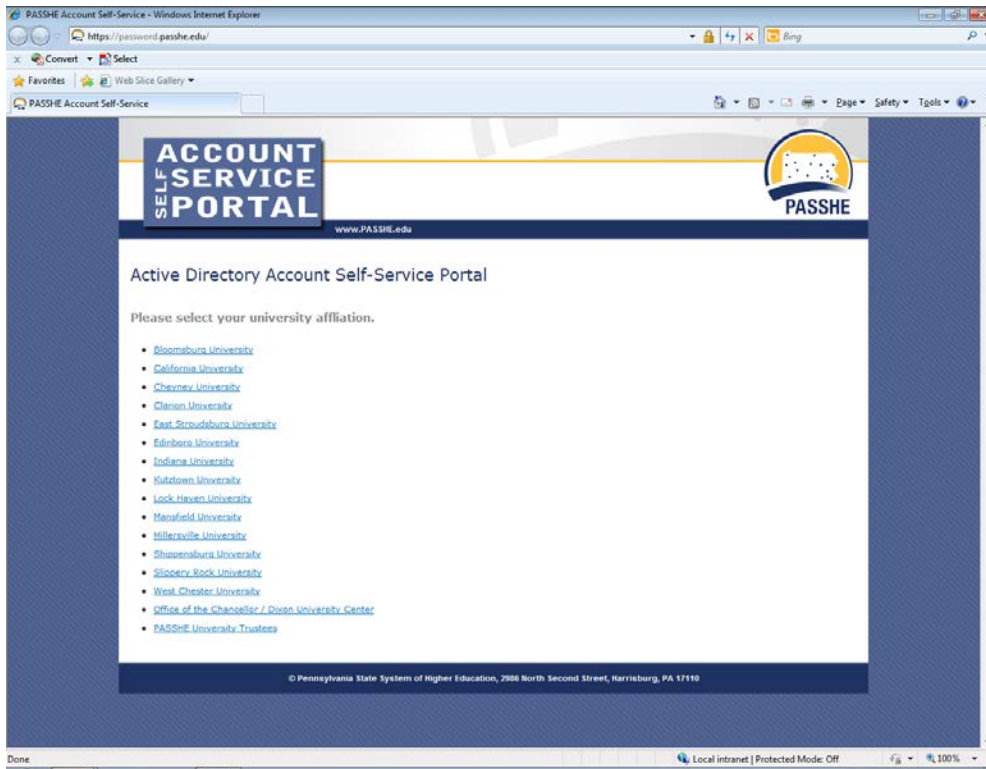 PASSHE Account Self-Service - Windows Internet Explorer
https://password.passhe.edu/
Bing
x Convert Select
Favorites Web Slice Gallery
PASSHE Account Self-Service
Page Safety Tools
ACCOUNT
SELF SERVICE
PORTAL
PASSHE
www.PASSHE.edu
Active Directory Account Self-Service Portal
Please select your university affliation.
• Bloomsburg University
• California University
• Cheyney University
• Clarion University
• East Stroudsburg University
• Edinboro University
• Indiana University
• Kutztown University
• Lock Haven University
• Mansfield University
• Millersville University
• Shippensburg University
• Slippery Rock University
• West Chester University
• Office of the Chancellor / Dixon University Center
• PASSHE University Trustees
© Pennsylvania State System of Higher Education, 2986 North Second Street, Harrisburg, PA 17110
Done
Local intranet | Protected Mode: Off
100%